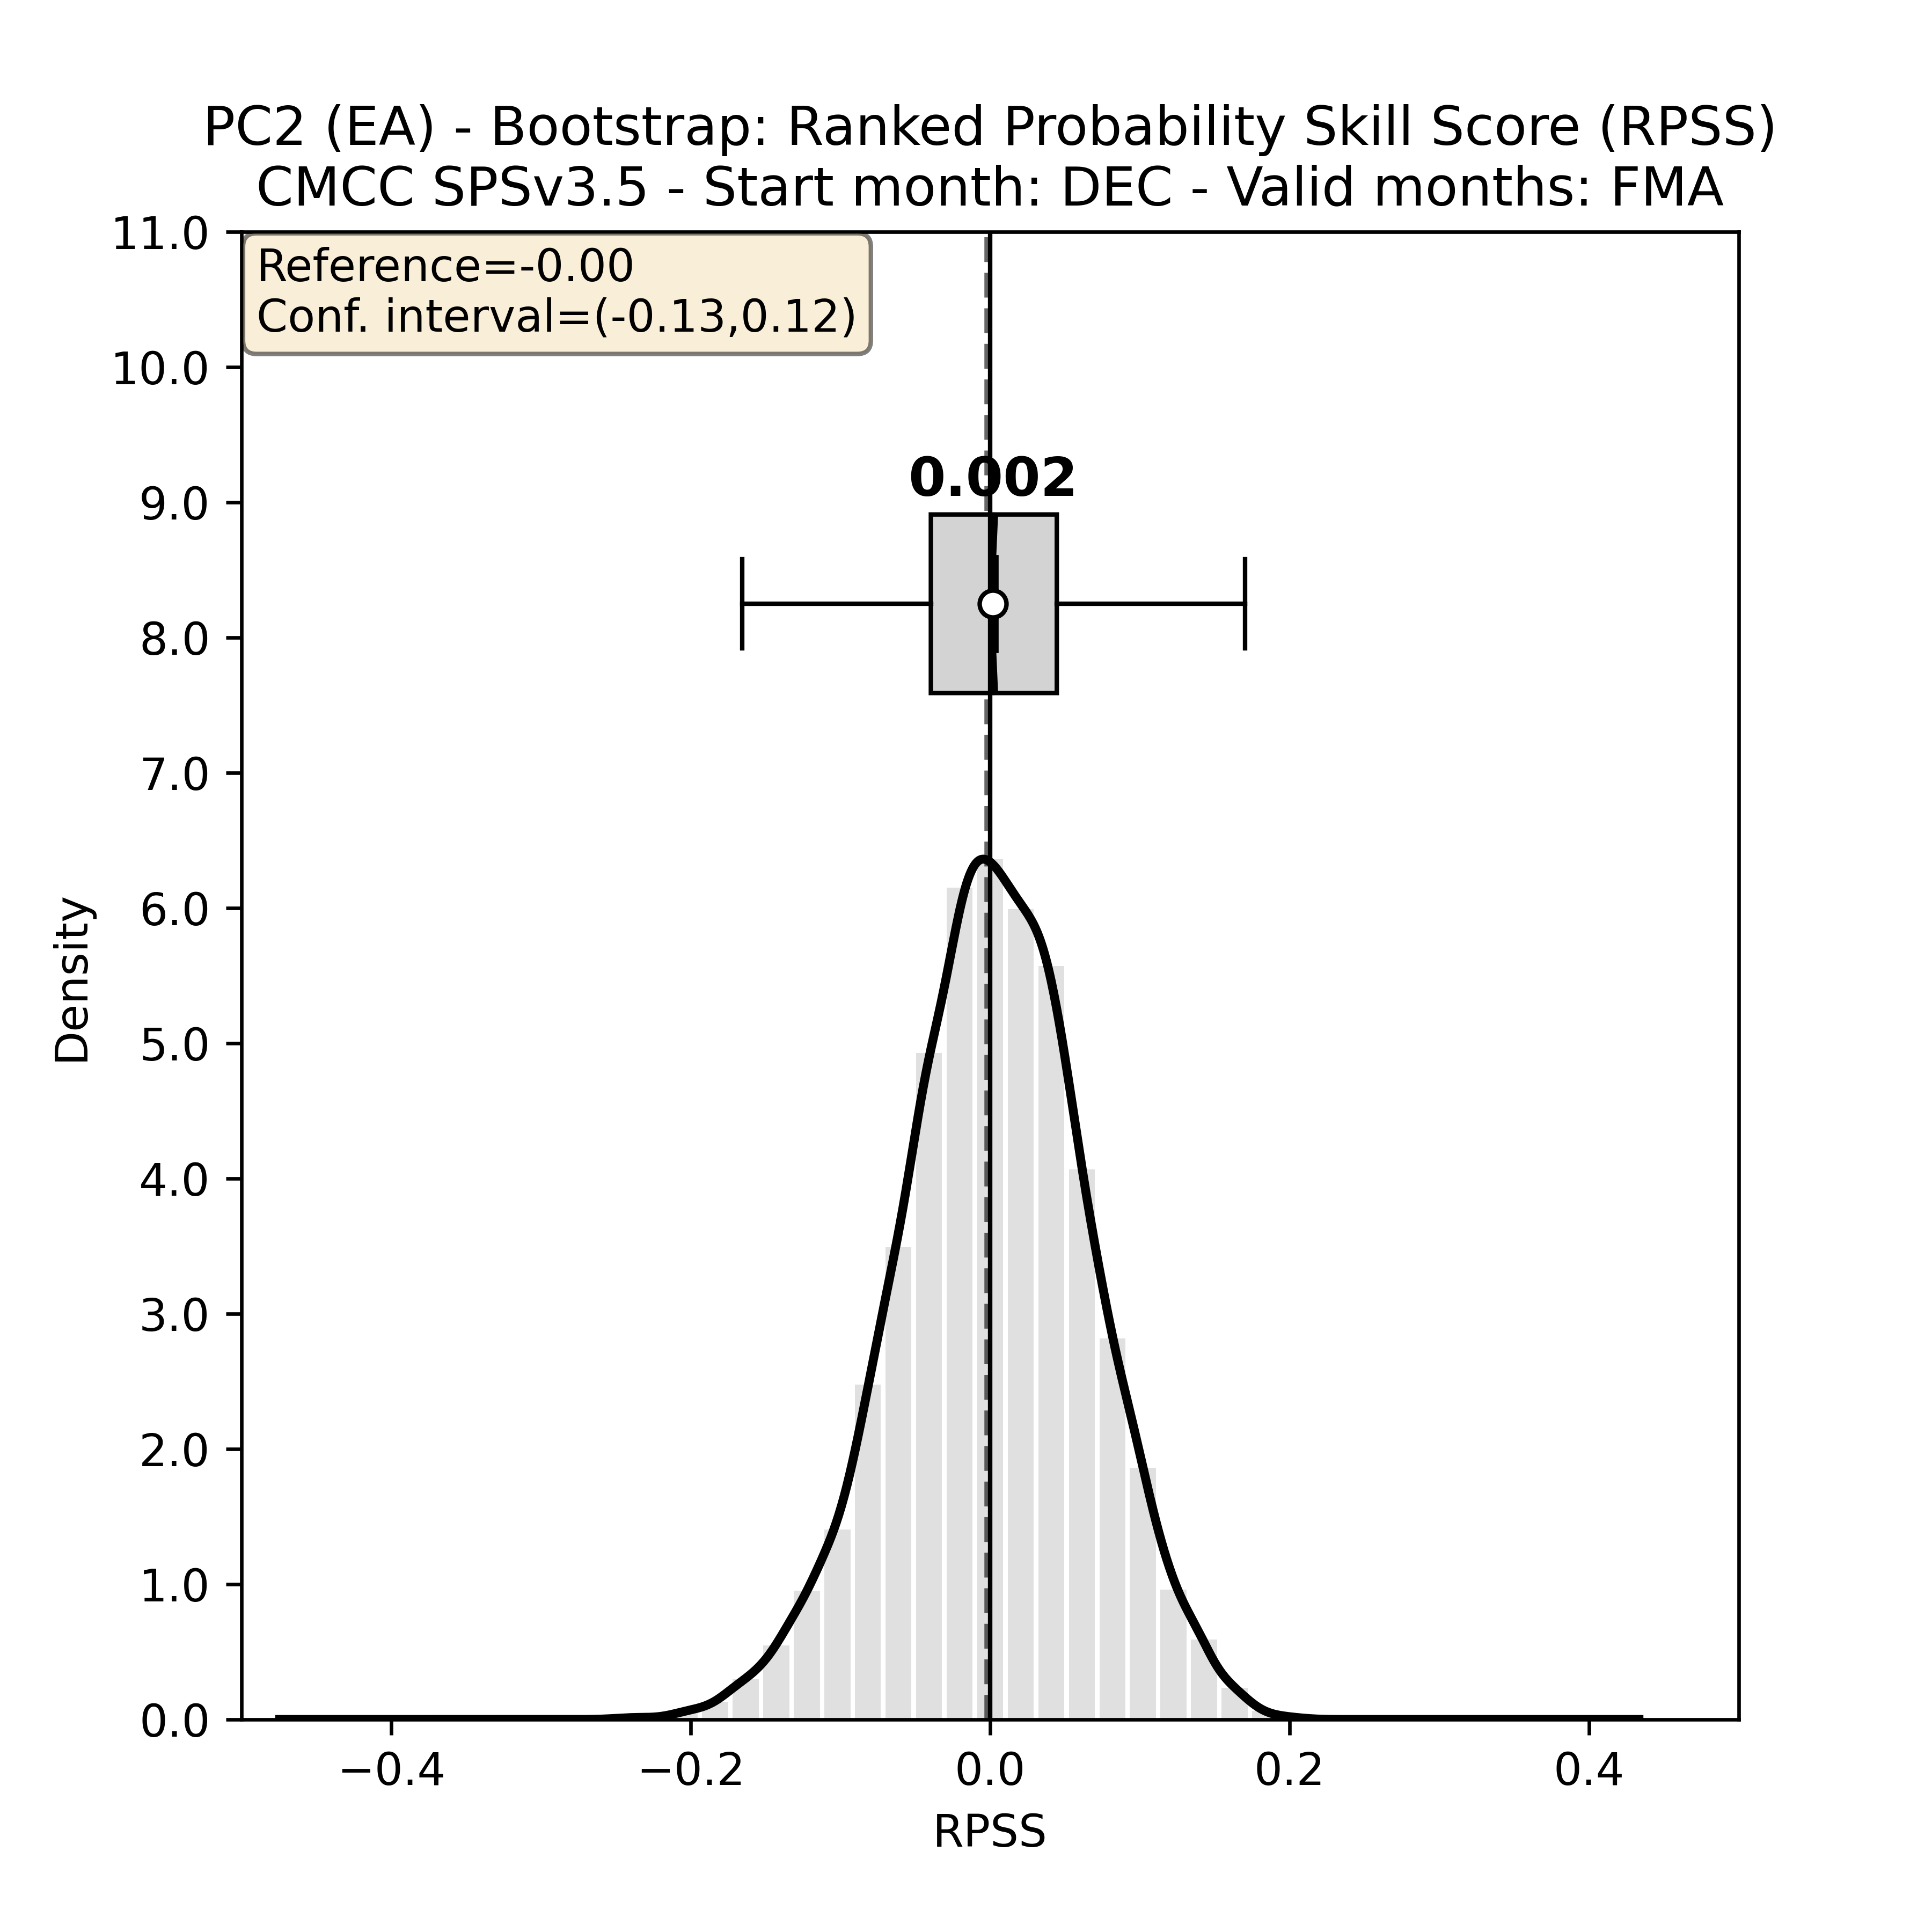 PC2 (EA) - Bootstrap: Ranked Probability Skill Score (RPSS)
CMCC SPSv3.5 - Start month: DEC - Valid months: FMA
Reference=-0.00
Conf. interval=(-0.13,0.12)
0.002
11.0
10.0
9.0
8.0
7.0
6.0
5.0
4.0
3.0
2.0
1.0
0.0
Density
−0.4 −0.2 0.0 0.2 0.4
RPSS